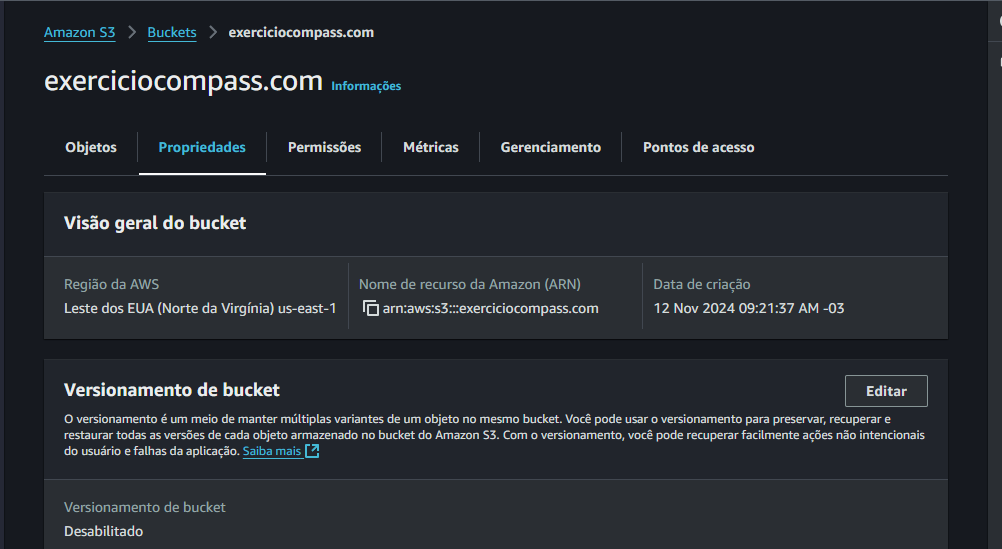 Amazon S3 > Buckets > exerciciocompass.com
exerciciocompass.com Informações
Objetos Propriedades Permissões Métricas Gerenciamento Pontos de acesso
Visão geral do bucket
Região da AWS
Leste dos EUA (Norte da Virgínia) us-east-1
Nome de recurso da Amazon (ARN)
arn:aws:s3:::exerciciocompass.com
Data de criação
12 Nov 2024 09:21:37 AM -03
Versionamento de bucket
Editar
O versionamento é um meio de manter múltiplas variantes de um objeto no mesmo bucket. Você pode usar o versionamento para preservar, recuperar e
restaurar todas as versões de cada objeto armazenado no bucket do Amazon S3. Com o versionamento, você pode recuperar facilmente ações não intencionais
do usuário e falhas da aplicação. Saiba mais
Versionamento de bucket
Desabilitado